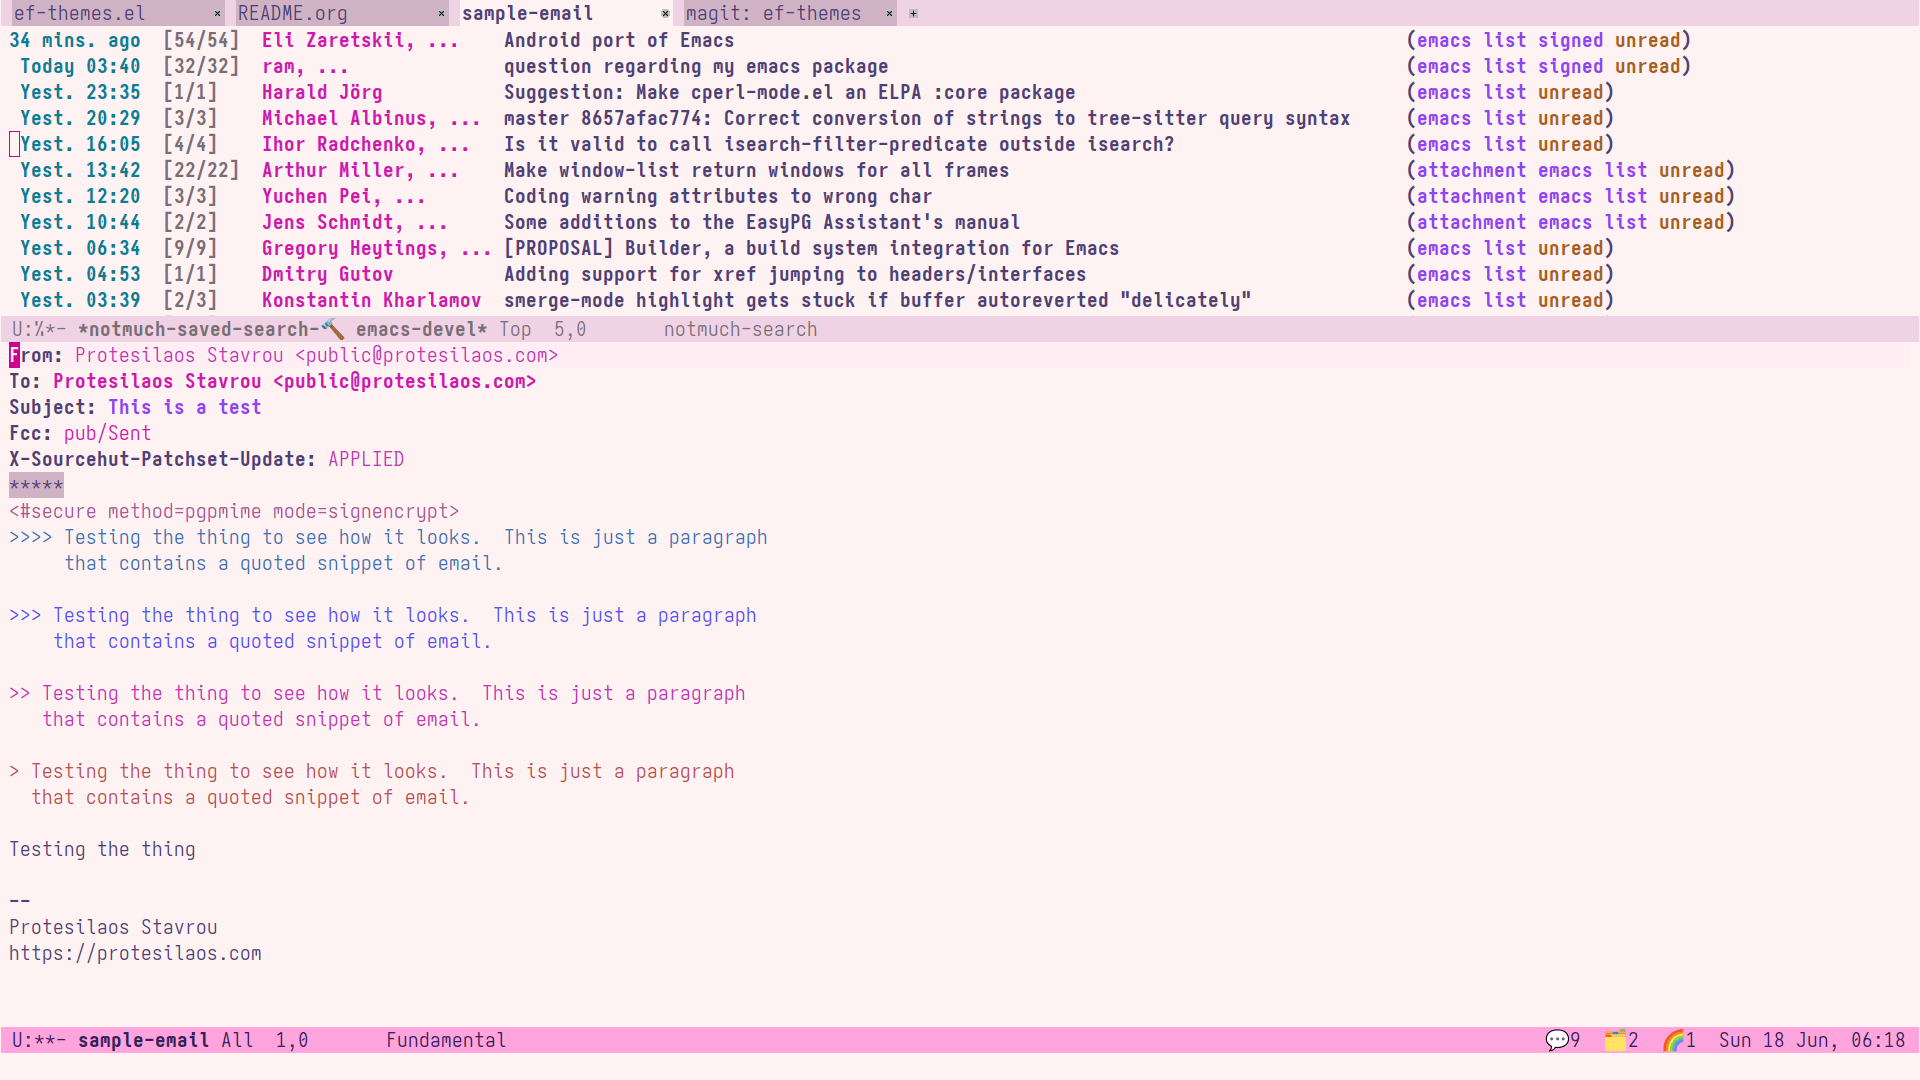 ef-themes.el × README.org × sample-email × magit: ef-themes × +
34 mins. ago [54/54] Eli Zaretskii, ... Android port of Emacs (emacs list signed unread)
Today 03:40 [32/32] ram, ... question regarding my emacs package (emacs list signed unread)
Yest. 23:35 [1/1] Harald Jörg Suggestion: Make cperl-mode.el an ELPA :core package (emacs list unread)
Yest. 20:29 [3/3] Michael Albinus, ... master 8657afac774: Correct conversion of strings to tree-sitter query syntax (emacs list unread)
Yest. 16:05 [4/4] Ihor Radchenko, ... Is it valid to call isearch-filter-predicate outside isearch? (emacs list unread)
Yest. 13:42 [22/22] Arthur Miller, ... Make window-list return windows for all frames (attachment emacs list unread)
Yest. 12:20 [3/3] Yuchen Pei, ... Coding warning attributes to wrong char (attachment emacs list unread)
Yest. 10:44 [2/2] Jens Schmidt, ... Some additions to the EasyPG Assistant's manual (attachment emacs list unread)
Yest. 06:34 [9/9] Gregory Heytings, ... [PROPOSAL] Builder, a build system integration for Emacs (emacs list unread)
Yest. 04:53 [1/1] Dmitry Gutov Adding support for xref jumping to headers/interfaces (emacs list unread)
Yest. 03:39 [2/3] Konstantin Kharlamov smerge-mode highlight gets stuck if buffer autoreverted "delicately" (emacs list unread)
U:%*- *notmuch-saved-search-🔨 emacs-devel* Top 5,0 notmuch-search
From: Protesilaos Stavrou <public@protesilaos.com>
To: Protesilaos Stavrou <public@protesilaos.com>
Subject: This is a test
Fcc: pub/Sent
X-Sourcehut-Patchset-Update: APPLIED
*****
<#secure method=pgpmime mode=signencrypt>
>>>> Testing the thing to see how it looks.  This is just a paragraph
that contains a quoted snippet of email.
>>> Testing the thing to see how it looks.  This is just a paragraph
that contains a quoted snippet of email.
>> Testing the thing to see how it looks.  This is just a paragraph
that contains a quoted snippet of email.
> Testing the thing to see how it looks.  This is just a paragraph
that contains a quoted snippet of email.
Testing the thing
--
Protesilaos Stavrou
https://protesilaos.com
U:**- sample-email All 1,0 Fundamental 💬9 🗂️2 🌈1 Sun 18 Jun, 06:18